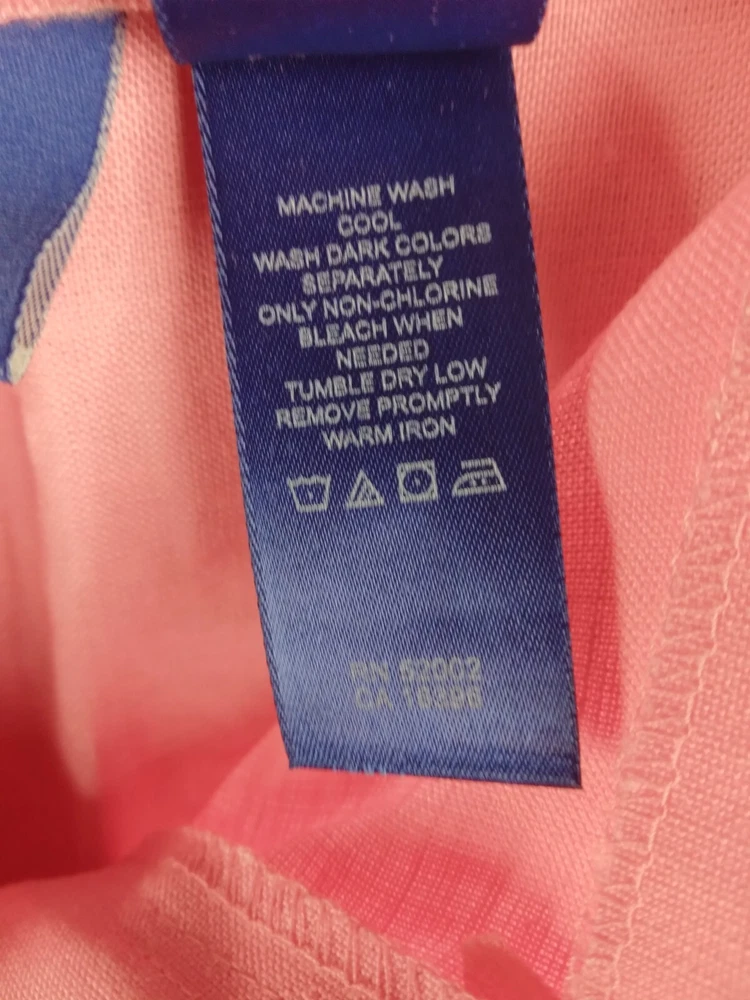 MACHINE WASH
COOL
WASH DARK COLORS
SEPARATELY
ONLY NON-CHLORINE
BLEACH WHEN
NEEDED
TUMBLE DRY LOW
REMOVE PROMPTLY
WARM IRON
RN 52002
CA 16396